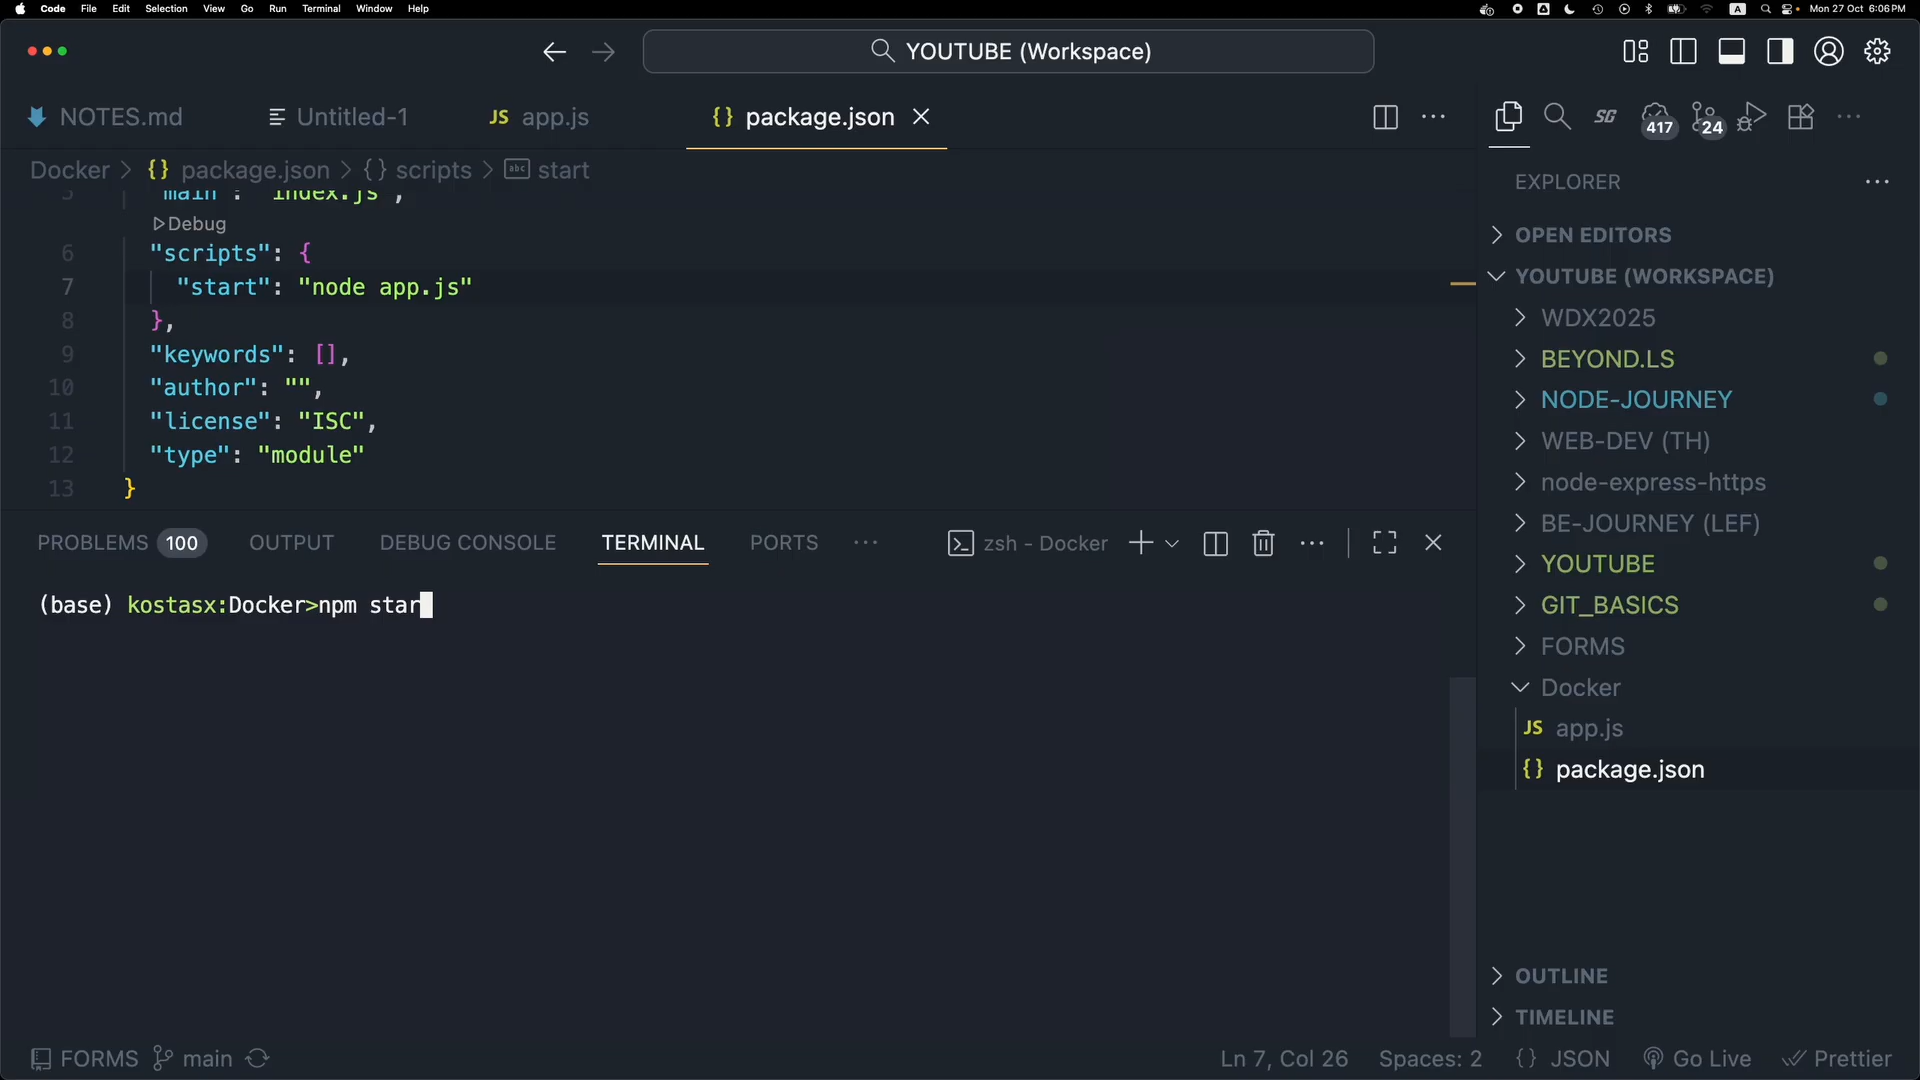 Code File Edit Selection View Go Run Terminal Window Help
A Mon 27 Oct 6:06 PM
YOUTUBE (Workspace)
NOTES.md Untitled-1 JS app.js {} package.json
SG 417 24
Docker > {} package.json > {} scripts > abc start
EXPLORER
5 "main": "index.js",
Debug
6 "scripts": {
7 "start": "node app.js"
8 },
9 "keywords": [],
10 "author": "",
11 "license": "ISC",
12 "type": "module"
13 }
OPEN EDITORS
YOUTUBE (WORKSPACE)
WDX2025
BEYOND.LS
NODE-JOURNEY
WEB-DEV (TH)
node-express-https
BE-JOURNEY (LEF)
YOUTUBE
GIT_BASICS
FORMS
Docker
JS app.js
{} package.json
OUTLINE
TIMELINE
PROBLEMS 100 OUTPUT DEBUG CONSOLE TERMINAL PORTS zsh - Docker
(base) kostasx:Docker>npm star
FORMS main Ln 7, Col 26 Spaces: 2 {} JSON Go Live Prettier